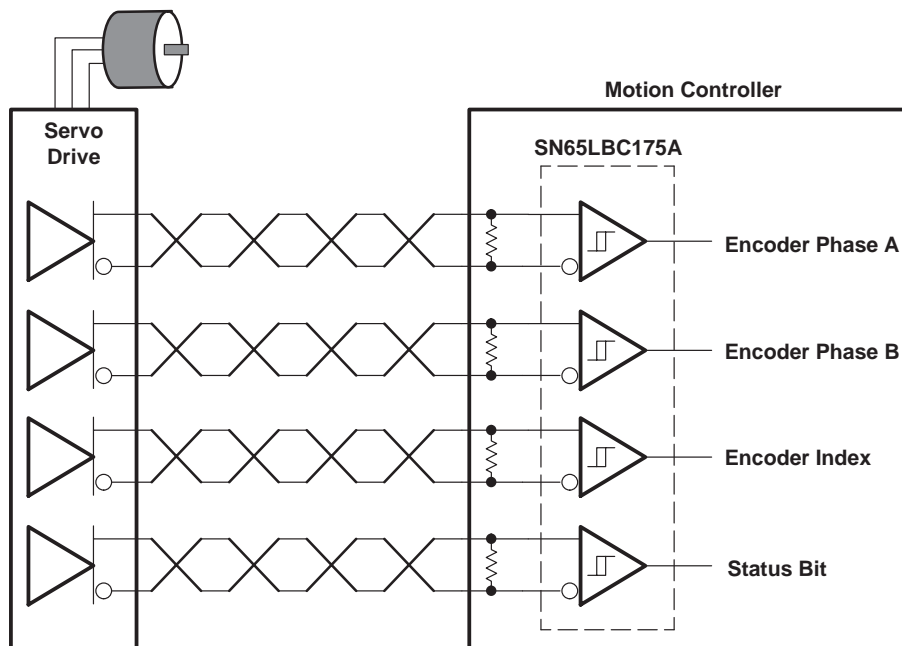 Motion Controller
Servo
Drive
SN65LBC175A
Encoder Phase A
Encoder Phase B
Encoder Index
Status Bit